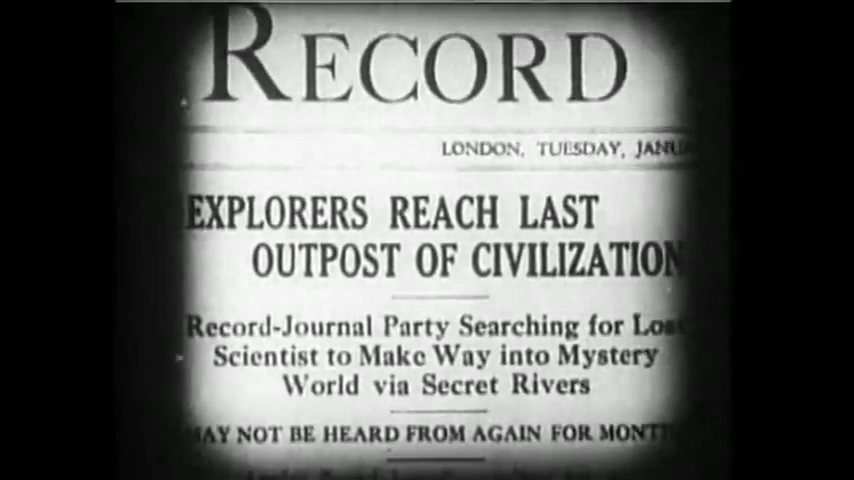 RECORD
LONDON, TUESDAY, JANU
EXPLORERS REACH LAST
OUTPOST OF CIVILIZATION
Record-Journal Party Searching for Lost
Scientist to Make Way into Mystery
World via Secret Rivers
MAY NOT BE HEARD FROM AGAIN FOR MONTH